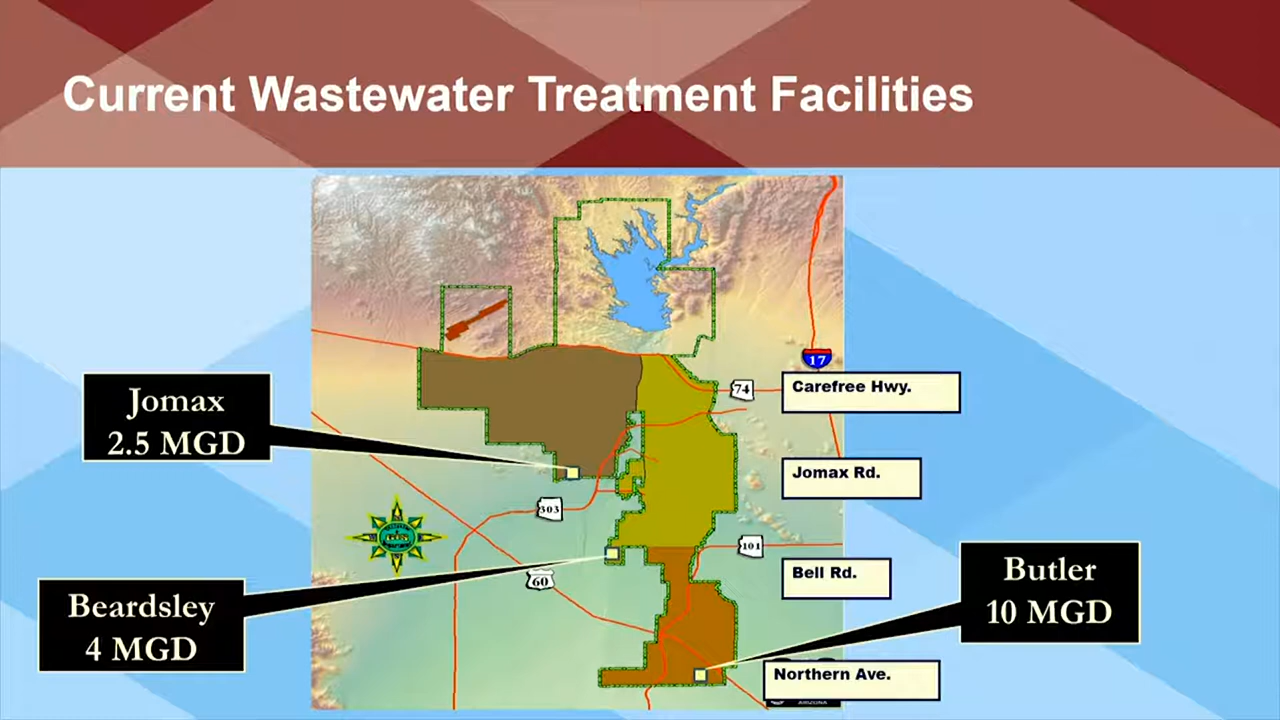 Current Wastewater Treatment Facilities
17
74
Carefree Hwy.
Jomax
2.5 MGD
Jomax Rd.
303
101
Bell Rd.
60
Butler
10 MGD
Beardsley
4 MGD
Northern Ave.
ARIZONA